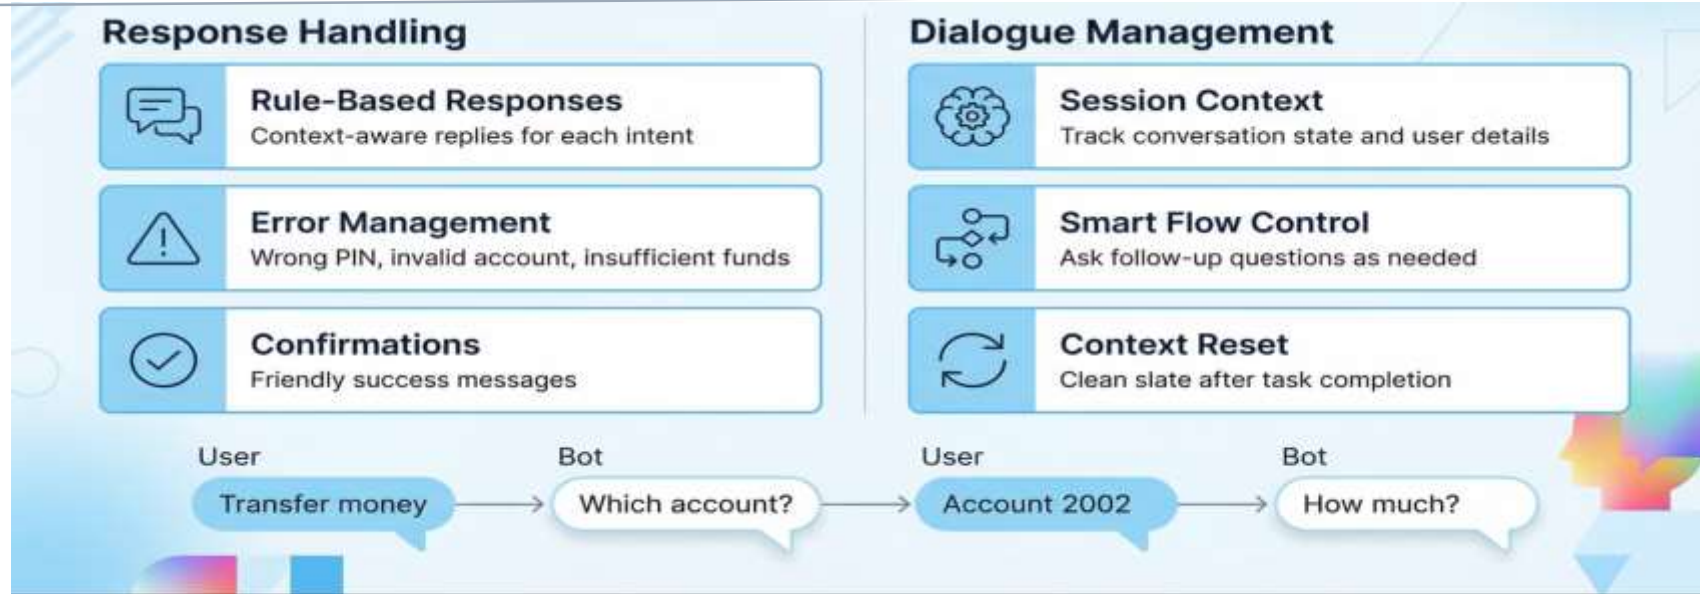 Response Handling
Rule-Based Responses
Context-aware replies for each intent
Error Management
Wrong PIN, invalid account, insufficient funds
Confirmations
Friendly success messages
Dialogue Management
Session Context
Track conversation state and user details
Smart Flow Control
Ask follow-up questions as needed
Context Reset
Clean slate after task completion
User
Transfer money
Bot
Which account?
User
Account 2002
Bot
How much?